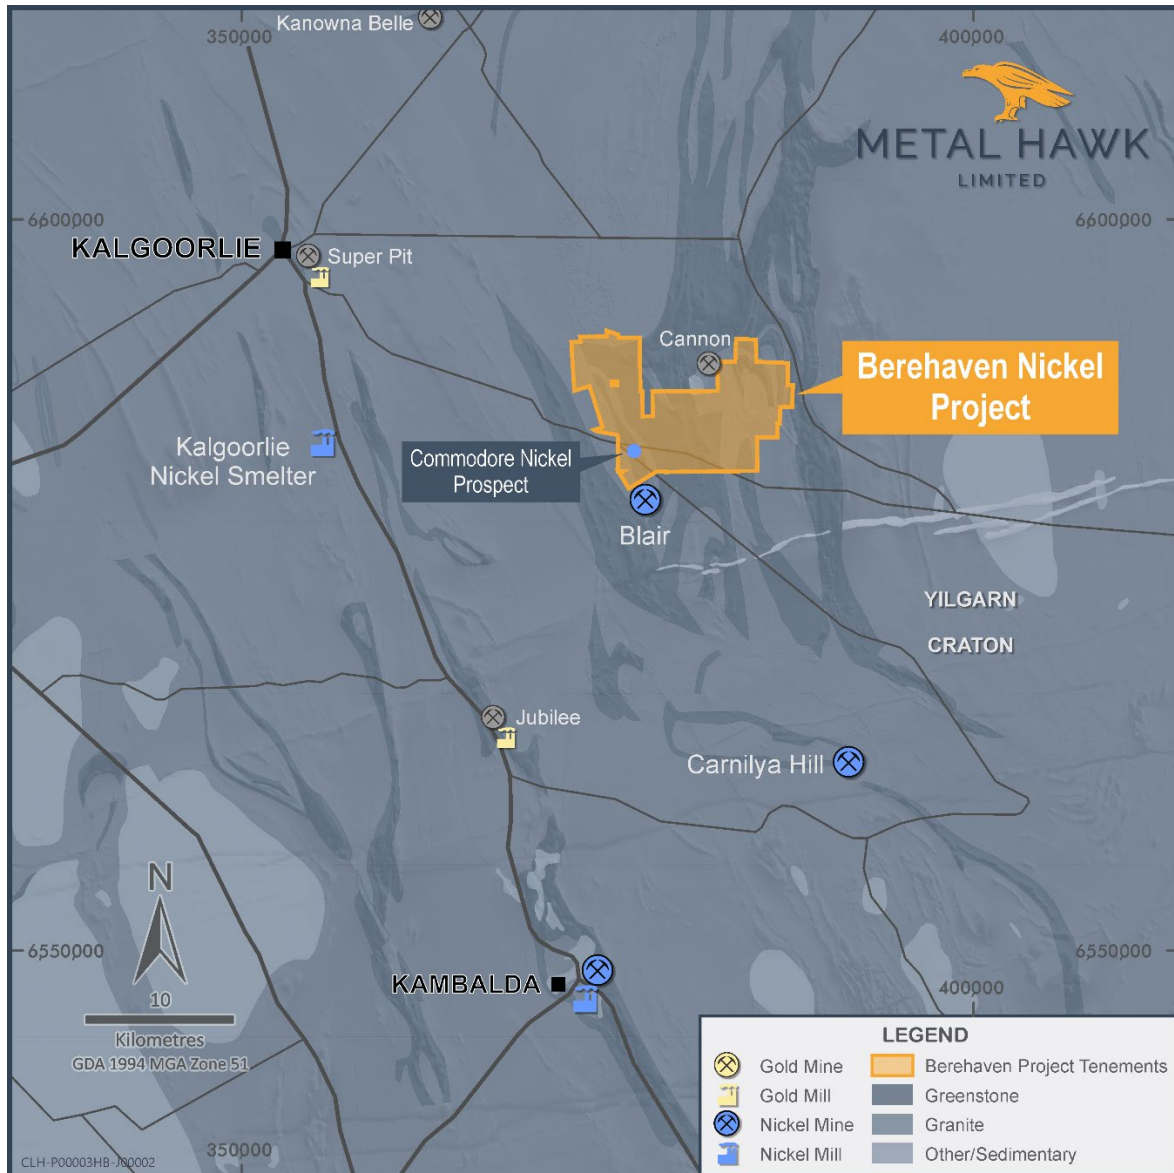 Kanowna Belle
350000
400000
METAL HAWK
LIMITED
6600000
6600000
KALGOORLIE
Super Pit
Cannon
Berehaven Nickel
Project
Kalgoorlie
Nickel Smelter
Commodore Nickel
Prospect
Blair
YILGARN
CRATON
Jubilee
Carnilya Hill
N
6550000
6550000
KAMBALDA
400000
10
Kilometres
GDA 1994 MGA Zone 51
LEGEND
Gold Mine
Berehaven Project Tenements
Gold Mill
Greenstone
Nickel Mine
Granite
Nickel Mill
Other/Sedimentary
350000
CLH-P00003HB-J00002